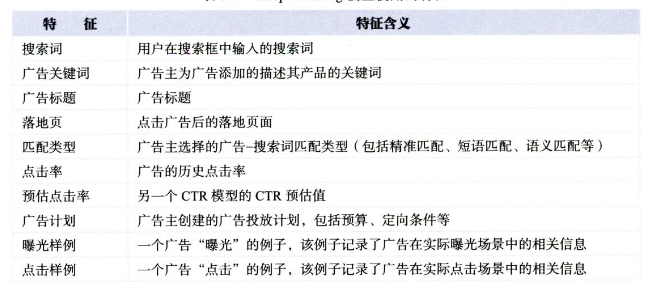 特 征 特征含义
搜索词 用户在搜索框中输入的搜索词
广告关键词 广告主为广告添加的描述其产品的关键词
广告标题 广告标题
落地页 点击广告后的落地页面
匹配类型 广告主选择的广告–搜索词匹配类型（包括精准匹配、短语匹配、语义匹配等）
点击率 广告的历史点击率
预估点击率 另一个 CTR 模型的 CTR 预估值
广告计划 广告主创建的广告投放计划，包括预算、定向条件等
曝光样例 一个广告“曝光”的例子，该例子记录了广告在实际曝光场景中的相关信息
点击样例 一个广告“点击”的例子，该例子记录了广告在实际点击场景中的相关信息